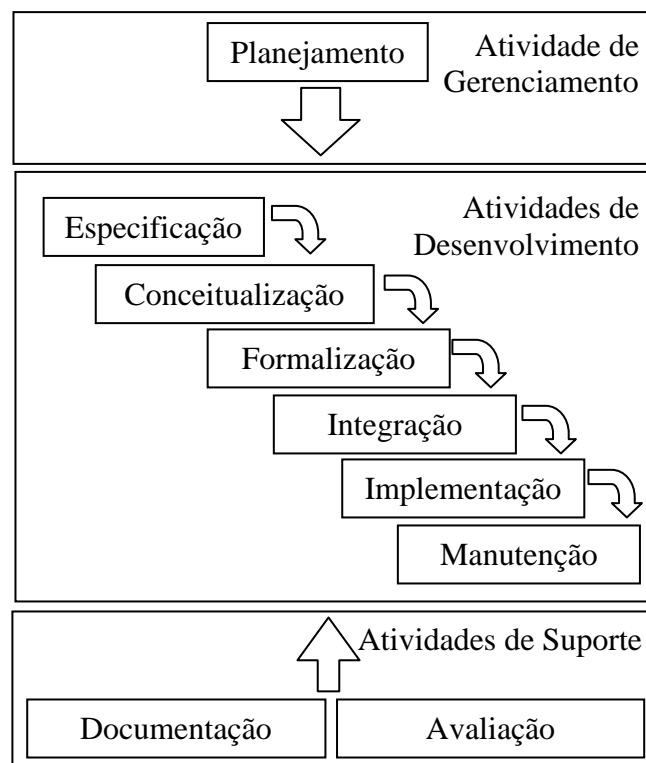 Planejamento
Atividade de
Gerenciamento
Especificação
Atividades de
Desenvolvimento
Conceitualização
Formalização
Integração
Implementação
Manutenção
Atividades de Suporte
Documentação
Avaliação